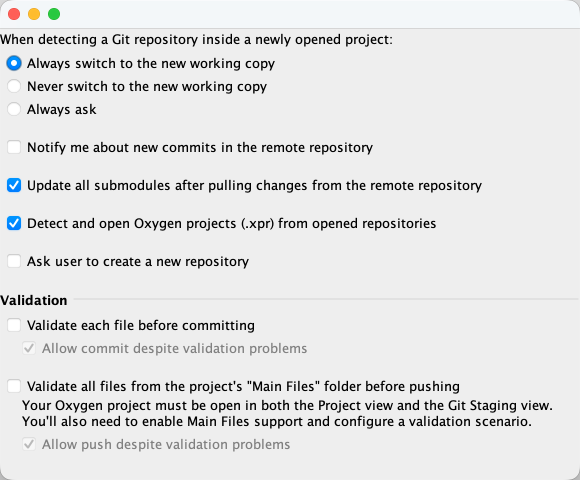 When detecting a Git repository inside a newly opened project:
Always switch to the new working copy
Never switch to the new working copy
Always ask
Notify me about new commits in the remote repository
Update all submodules after pulling changes from the remote repository
Detect and open Oxygen projects (.xpr) from opened repositories
Ask user to create a new repository
Validation
Validate each file before committing
Allow commit despite validation problems
Validate all files from the project's "Main Files" folder before pushing
Your Oxygen project must be open in both the Project view and the Git Staging view.
You'll also need to enable Main Files support and configure a validation scenario.
Allow push despite validation problems